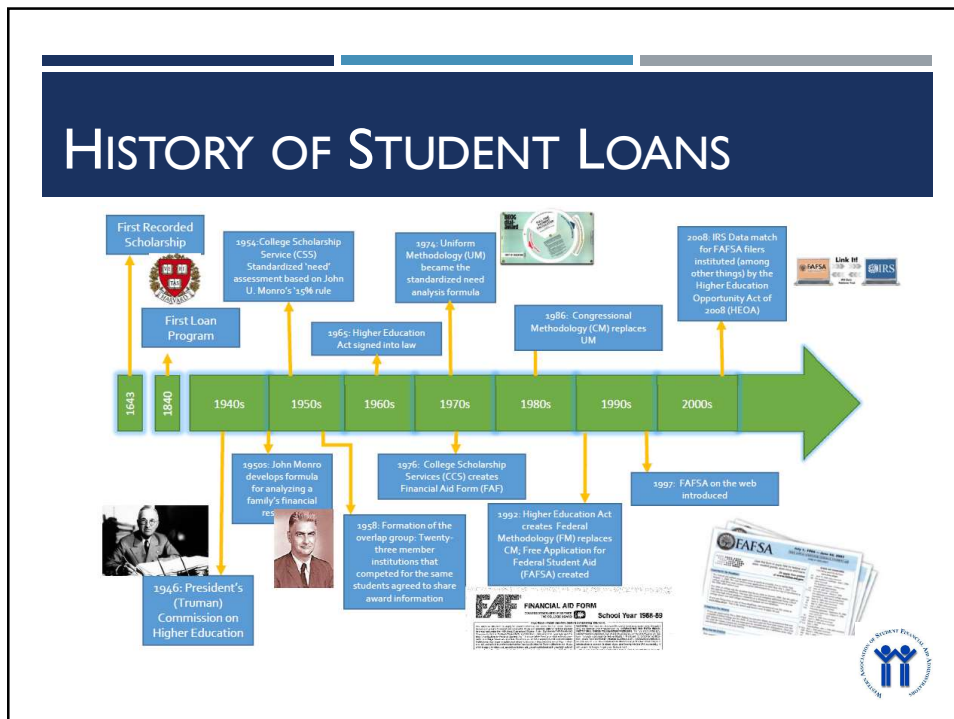 HISTORY OF STUDENT LOANS
First Recorded
Scholarship
HARVARD
First Loan
Program
1954:College Scholarship
Service (CSS)
Standardized 'need'
assessment based on John
U. Monro's '15% rule
1965: Higher Education
Act signed into law
1974: Uniform
Methodology (UM)
became the
standardized need
analysis formula
1986: Congressional
Methodology (CM) replaces
UM
2008: IRS Data match
for FAFSA filers
instituted (among
other things) by the
Higher Education
Opportunity Act of
2008 (HEOA)
FAFSA
Link It!
IRS
1643
1840
1940s
1950s
1960s
1970s
1980s
1990s
2000s
1946: President's
(Truman)
Commission on
Higher Education
1950s: John Monro
develops formula
for analyzing a
family's financial
1958: Formation of the
overlap group: Twenty-
three member
institutions that
competed for the same
students agreed to share
award information
1976: College Scholarship
Services (CCS) creates
Financial Aid Form (FAF)
1992: Higher Education Act
creates Federal
Methodology (FM) replaces
CM; Free Application for
Federal Student Aid
(FAFSA) created
1997: FAFSA on the web
introduced
FAF
FINANCIAL AID FORM
School Year 1988-89
FAFSA
WESTERN ASSOCIATION OF STUDENT FINANCIAL AID ADMINISTRATORS